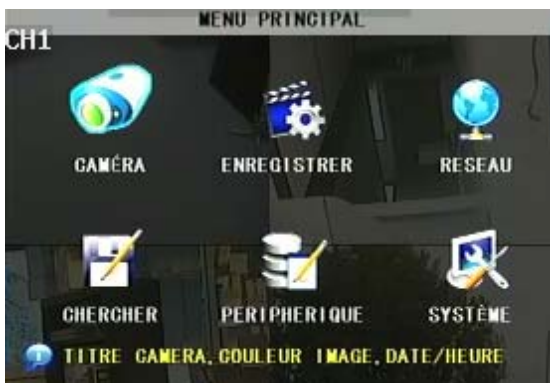 MENU PRINCIPAL
CH1
CAMÉRA ENREGISTRER RESEAU
CHERCHER PERIPHERIQUE SYSTÈME
TITRE CAMERA,COULEUR IMAGE,DATE/HEURE